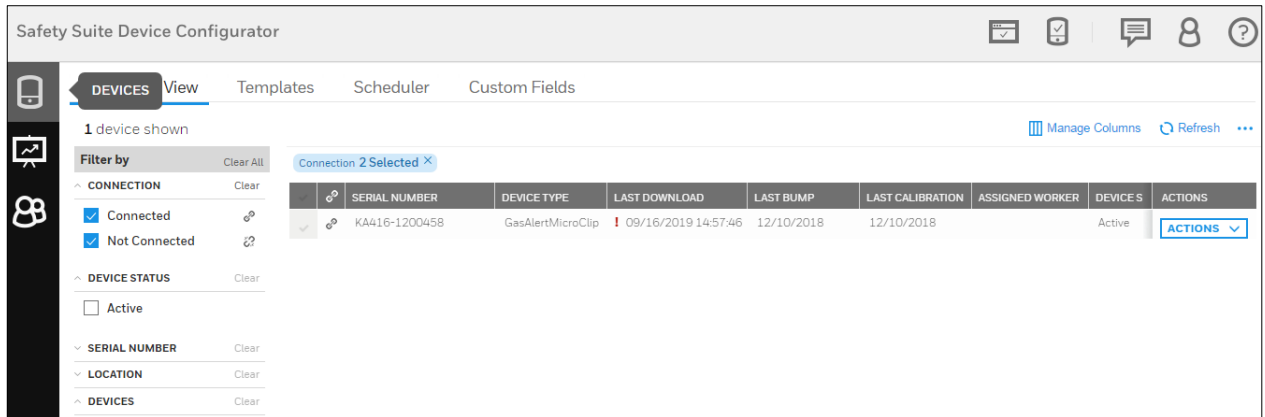 Safety Suite Device Configurator
DEVICES View Templates Scheduler Custom Fields
1 device shown
Manage Columns Refresh
Filter by Clear All
Connection 2 Selected
CONNECTION Clear
Connected
Not Connected
DEVICE STATUS Clear
Active
SERIAL NUMBER Clear
LOCATION Clear
DEVICES Clear
SERIAL NUMBER DEVICE TYPE LAST DOWNLOAD LAST BUMP LAST CALIBRATION ASSIGNED WORKER DEVICE S ACTIONS
KA416-1200458 GasAlertMicroClip ! 09/16/2019 14:57:46 12/10/2018 12/10/2018 Active ACTIONS